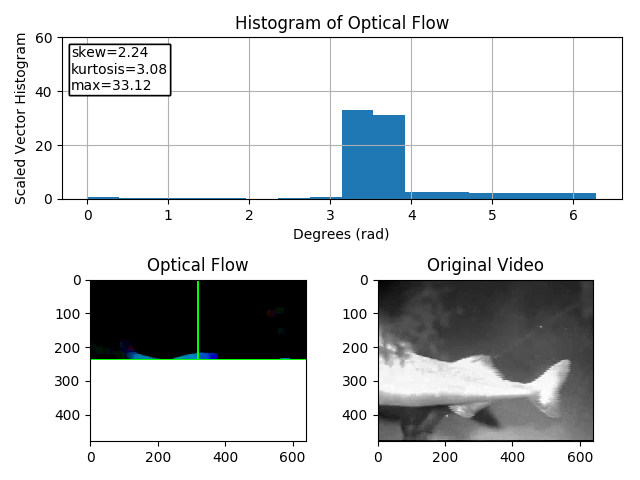 Histogram of Optical Flow
Scaled Vector Histogram
60
40
20
0
skew=2.24
kurtosis=3.08
max=33.12
0 1 2 3 4 5 6
Degrees (rad)
Optical Flow
0
100
200
300
400
0 200 400 600
Original Video
0
100
200
300
400
0 200 400 600